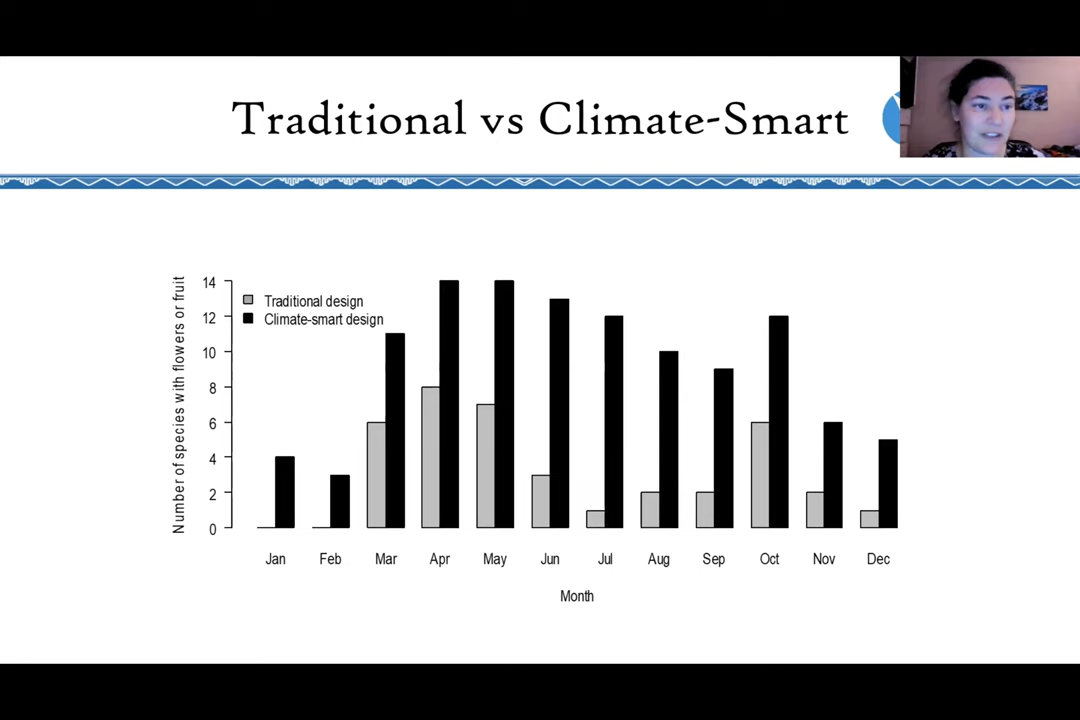 Traditional vs Climate-Smart
Number of species with flowers or fruit
14
12
10
8
6
4
2
0
Traditional design
Climate-smart design
Jan Feb Mar Apr May Jun Jul Aug Sep Oct Nov Dec
Month